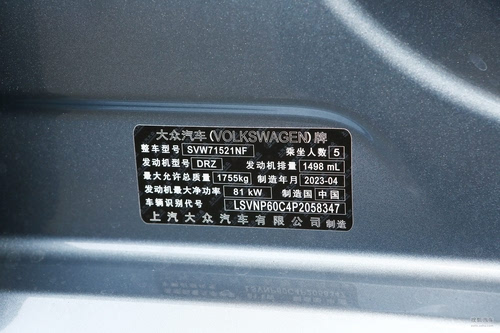 大众汽车(VOLKSWAGEN)牌
整车型号 SVW71521NF 乘坐人数 5
发动机型号 DRZ 发动机排量 1498 mL
最大允许总质量 1755kg 制造年月 2023-04
发动机最大净功率 81 kW 制造国 中国
车辆识别代号 LSVNP60C4P2058347
上汽大众汽车有限公司 制造